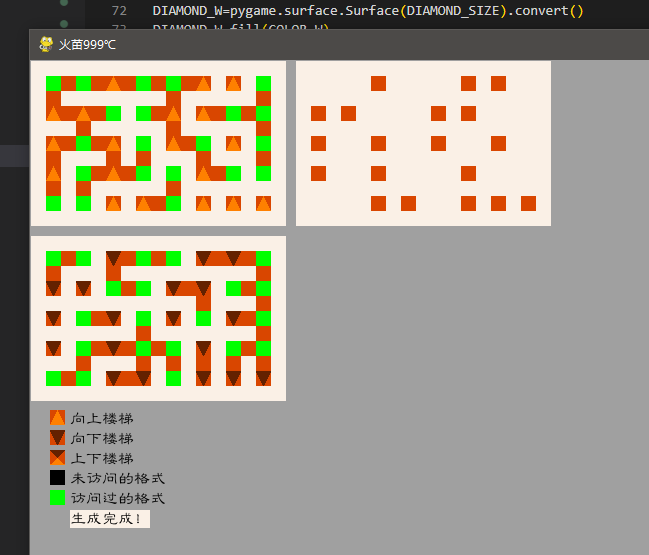 72 DIAMOND_W=pygame.surface.Surface(DIAMOND_SIZE).convert()
73 DIAMOND_W.fill(COLOR_W)
火苗999℃
向上楼梯
向下楼梯
上下楼梯
未访问的格式
访问过的格式
生成完成!